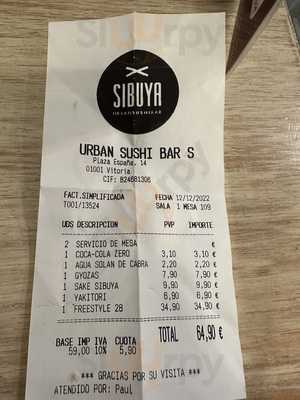 SIBUYA
URBANSUSHIBAR
URBAN SUSHI BAR S
Plaza España, 14
01001 Vitoria
CIF: B24681306
FACT.SIMPLIFICADA FECHA 12/12/2022
T001/13524 SALA 1 MESA 109
UDS DESCRIPCION PVP IMPORTE
2 SERVICIO DE MESA €
1 COCA-COLA ZERO 3,10 3,10 €
1 AGUA SOLAN DE CABRA 2,20 2,20 €
1 GYOZAS 7,90 7,90 €
1 SAKE SIBUYA 9,90 9,90 €
1 YAKITORI 6,90 6,90 €
1 FREESTYLE 28 34,90 34,90 €
BASE IMP IVA CUOTA TOTAL 64,90 €
59,00 10% 5,90
*** GRACIAS POR SU VISITA ***
ATENDIDO POR: Paul